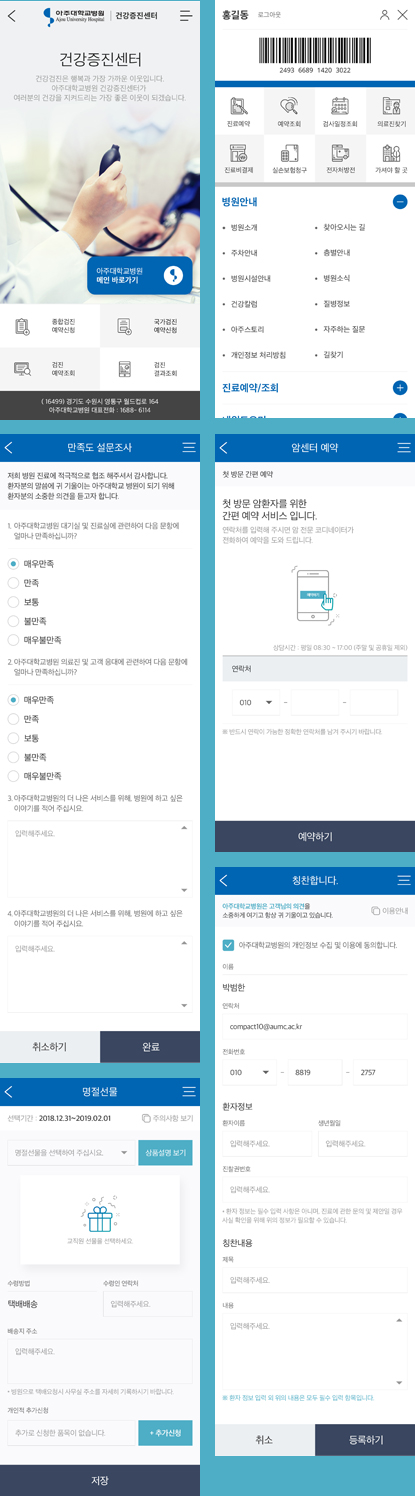 아주대학교병원
Ajou University Hospital
건강증진센터
건강증진센터
건강검진은 행복과 가장 가까운 이웃입니다.
아주대학교병원 건강증진센터가
여러분의 건강을 지켜드리는 가장 좋은 이웃이 되겠습니다.
아주대학교병원
메인 바로가기
종합검진
예약신청
국가검진
예약신청
검진
예약조회
검진
결과조회
( 16499) 경기도 수원시 영통구 월드컵로 164
아주대학교병원 대표전화 : 1688- 6114
홍길동 로그아웃
2493 6689 1420 3022
진료예약
예약조회
검사일정조회
의료진찾기
진료비결제
실손보험청구
전자처방전
가셔야 할 곳
병원안내
병원소개
찾아오시는 길
주차안내
층별안내
병원시설안내
병원소식
건강칼럼
질병정보
아주스토리
자주하는 질문
개인정보 처리방침
길찾기
진료예약/조회
만족도 설문조사
저희 병원 진료에 적극적으로 협조 해주셔서 감사합니다.
환자분의 말씀에 귀 기울이는 아주대학교 병원이 되기 위해
환자분의 소중한 의견을 듣고자 합니다.
1. 아주대학교병원 대기실 및 진료실에 관련하여 다음 문항에
얼마나 만족하십니까?
매우만족
만족
보통
불만족
매우불만족
2. 아주대학교병원 의료진 및 고객 응대에 관련하여 다음 문항에
얼마나 만족하십니까?
매우만족
만족
보통
불만족
매우불만족
3. 아주대학교병원의 더 나은 서비스를 위해, 병원에 하고 싶은
이야기를 적어 주십시요.
입력해주세요.
4. 아주대학교병원의 더 나은 서비스를 위해, 병원에 하고 싶은
이야기를 적어 주십시요.
입력해주세요.
취소하기
완료
암센터 예약
첫 방문 간편 예약
첫 방문 암환자를 위한
간편 예약 서비스 입니다.
연락처를 입력해 주시면 암 전문 코디네이터가
전화하여 예약을 도와 드립니다.
상담시간 : 평일 08:30 ~ 17:00 (주말 및 공휴일 제외)
연락처
010 - -
※ 반드시 연락이 가능한 정확한 연락처를 남겨 주시기 바랍니다.
예약하기
칭찬합니다.
아주대학교병원은 고객님의 의견을
소중하게 여기고 항상 귀 기울이고 있습니다.
이용안내
아주대학교병원의 개인정보 수집 및 이용에 동의합니다.
이름
박범한
연락처
compact10@aumc.ac.kr
전화번호
010 - 8819 - 2757
환자정보
환자이름
생년월일
입력해주세요.
입력해주세요.
진찰권번호
입력해주세요.
* 환자 정보는 필수 입력 사항은 아니며, 진료에 관한 문의 및 제안일 경우
사실 확인을 위해 위의 정보가 필요할 수 있습니다.
칭찬내용
제목
입력해주세요.
내용
입력해주세요.
※ 환자 정보 입력 외 위의 내용은 모두 필수 입력 항목입니다.
취소
등록하기
명절선물
선택기간 : 2018.12.31~2019.02.01
주의사항 보기
명절선물을 선택하여 주십시요.
상품설명 보기
교직원 선물을 선택하세요.
수령방법
수령인 연락처
택배배송
입력해주세요.
배송지 주소
입력해주세요.
* 병원으로 택배요청시 사무실 주소를 자세히 기록하시기 바랍니다.
개인적 추가신청
추가로 신청한 품목이 없습니다.
+ 추가신청
저장